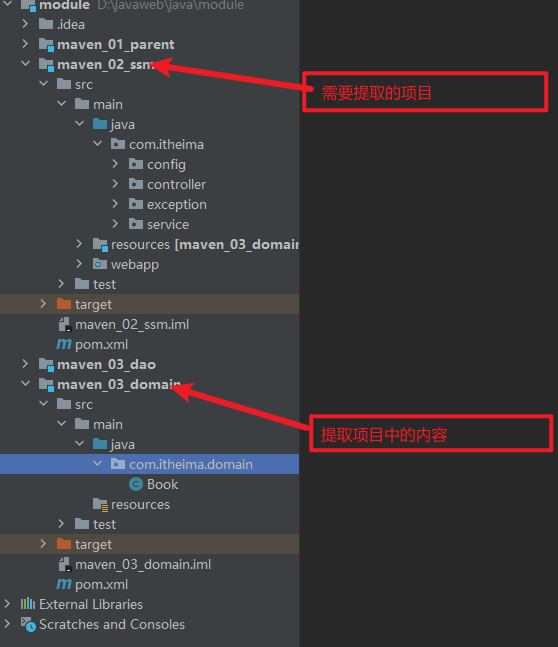 module D:\javaweb\java\module
.idea
maven_01_parent
maven_02_ssm
需要提取的项目
src
main
java
com.itheima
config
controller
exception
service
resources [maven_03_domain
webapp
test
target
maven_02_ssm.iml
pom.xml
maven_03_dao
maven_03_domain
src
提取项目中的内容
main
java
com.itheima.domain
Book
resources
test
target
maven_03_domain.iml
pom.xml
External Libraries
Scratches and Consoles